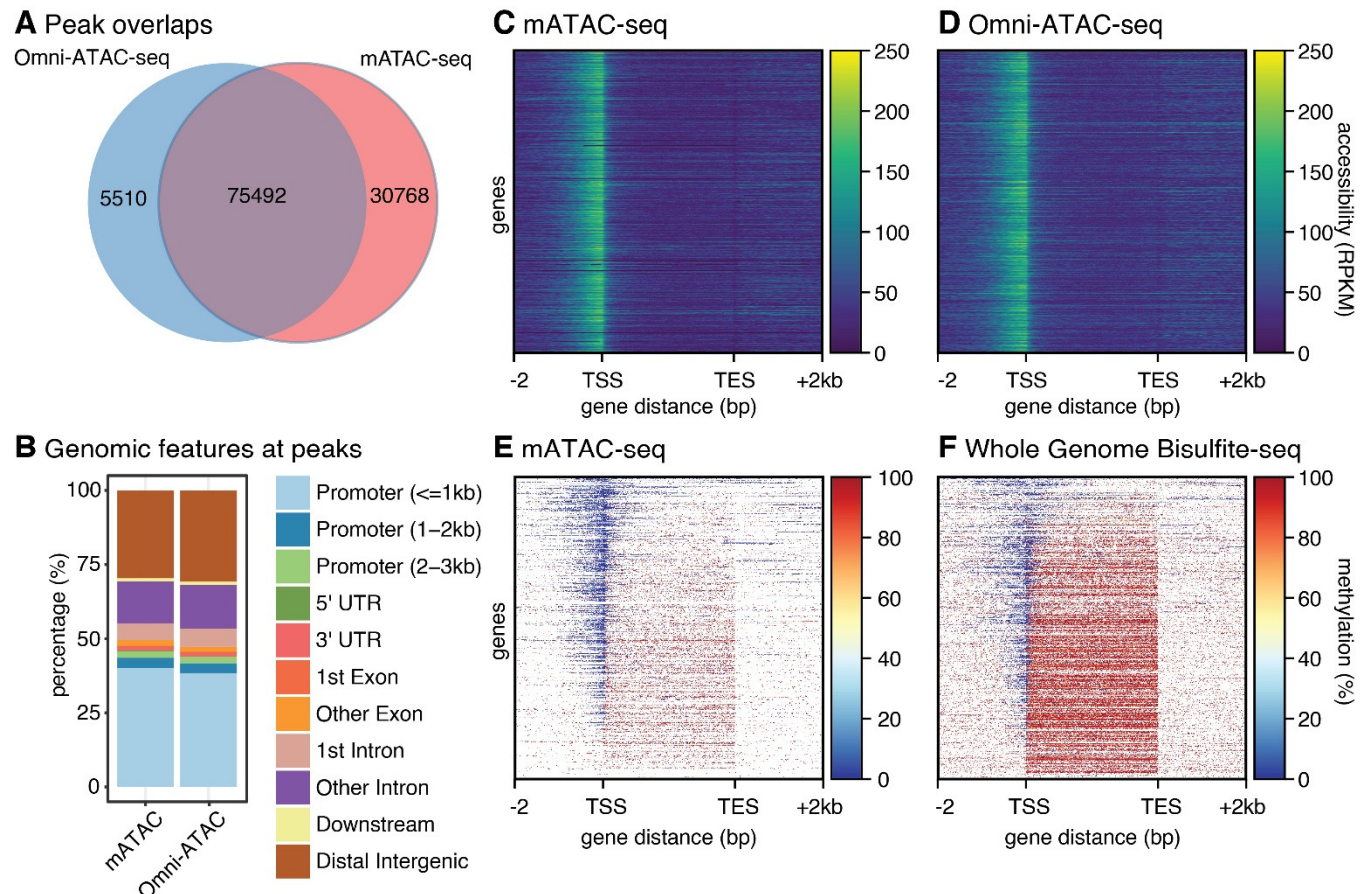 A Peak overlaps
Omni-ATAC-seq
mATAC-seq
5510
75492
30768
C mATAC-seq
genes
250
200
150
100
50
0
-2
TSS
TES
+2kb
gene distance (bp)
D Omni-ATAC-seq
250
200
150
100
50
0
accessibility (RPKM)
-2
TSS
TES
+2kb
gene distance (bp)
B Genomic features at peaks
percentage (%)
100
75
50
25
0
mATAC
Omni-ATAC
Promoter (<=1kb)
Promoter (1–2kb)
Promoter (2–3kb)
5' UTR
3' UTR
1st Exon
Other Exon
1st Intron
Other Intron
Downstream
Distal Intergenic
E mATAC-seq
genes
100
80
60
40
20
0
-2
TSS
TES
+2kb
gene distance (bp)
F Whole Genome Bisulfite-seq
100
80
60
40
20
0
methylation (%)
-2
TSS
TES
+2kb
gene distance (bp)